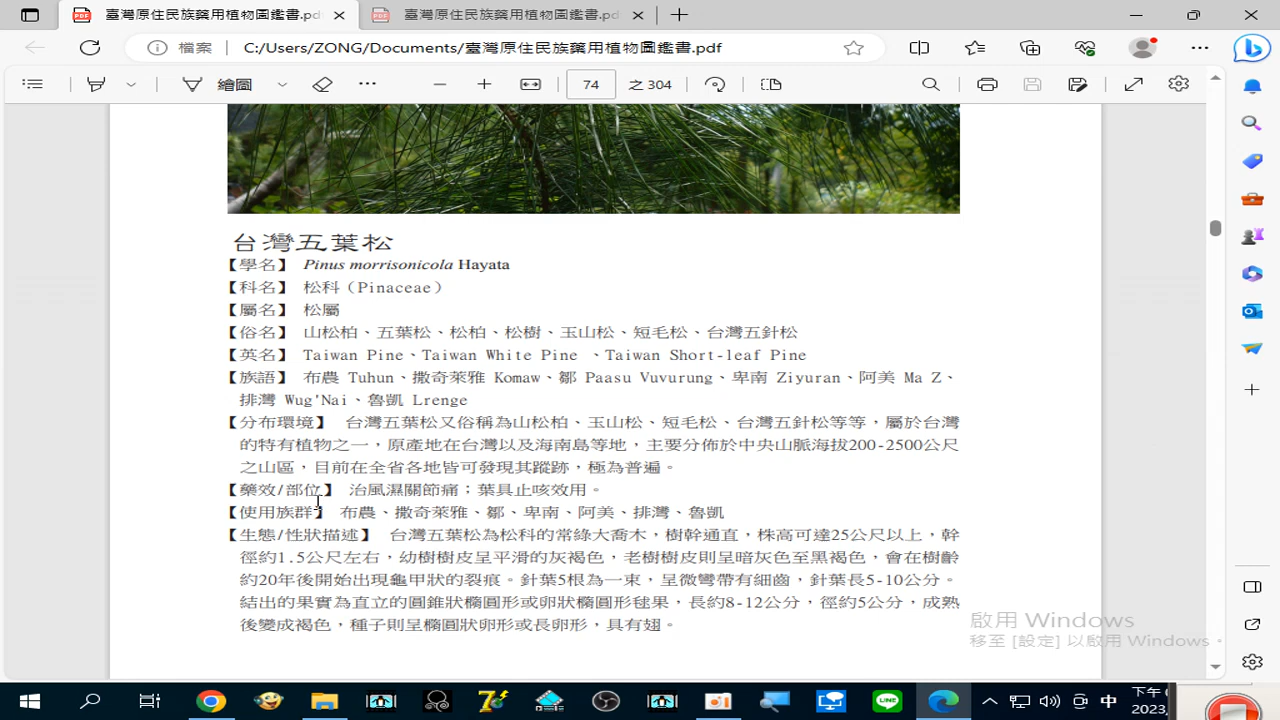 臺灣原住民族藥用植物圖鑑書.pdf
臺灣原住民族藥用植物圖鑑書.pdf
檔案
C:/Users/ZONG/Documents/臺灣原住民族藥用植物圖鑑書.pdf
繪圖
74
之 304
台灣五葉松
【學名】 Pinus morrisonicola Hayata
【科名】 松科（Pinaceae）
【屬名】 松屬
【俗名】 山松柏、五葉松、松柏、松樹、玉山松、短毛松、台灣五針松
【英名】 Taiwan Pine、Taiwan White Pine 、Taiwan Short-leaf Pine
【族語】 布農 Tuhun、撒奇萊雅 Komaw、鄒 Paasu Vuvurung、卑南 Ziyuran、阿美 Ma Z、
排灣 Wug'Nai、魯凱 Lrenge
【分布環境】 台灣五葉松又俗稱為山松柏、玉山松、短毛松、台灣五針松等等，屬於台灣
的特有植物之一，原產地在台灣以及海南島等地，主要分佈於中央山脈海拔200-2500公尺
之山區，目前在全省各地皆可發現其蹤跡，極為普遍。
【藥效/部位】 治風濕關節痛；葉具止咳效用。
【使用族群】 布農、撒奇萊雅、鄒、卑南、阿美、排灣、魯凱
【生態/性狀描述】 台灣五葉松為松科的常綠大喬木，樹幹通直，株高可達25公尺以上，幹
徑約1.5公尺左右，幼樹樹皮呈平滑的灰褐色，老樹樹皮則呈暗灰色至黑褐色，會在樹齡
約20年後開始出現龜甲狀的裂痕。針葉5根為一束，呈微彎帶有細齒，針葉長5-10公分。
結出的果實為直立的圓錐狀橢圓形或卵狀橢圓形毬果，長約8-12公分，徑約5公分，成熟
後變成褐色，種子則呈橢圓狀卵形或長卵形，具有翅。
啟用 Windows
移至 [設定] 以啟用 Windows。
中
下午
2023